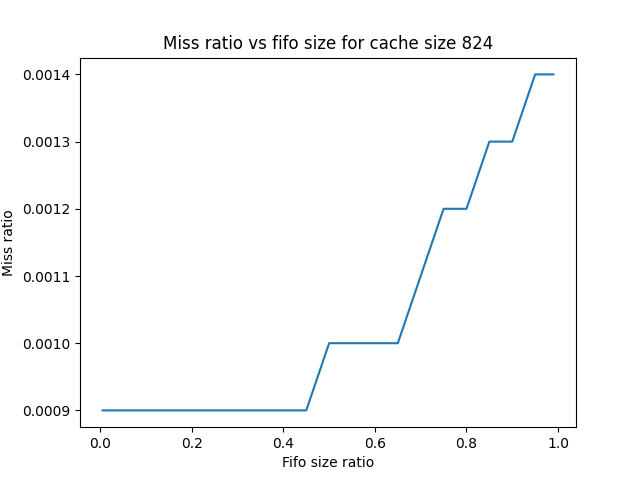 Miss ratio vs fifo size for cache size 824
0.0014
0.0013
0.0012
0.0011
0.0010
0.0009
Miss ratio
0.0 0.2 0.4 0.6 0.8 1.0
Fifo size ratio